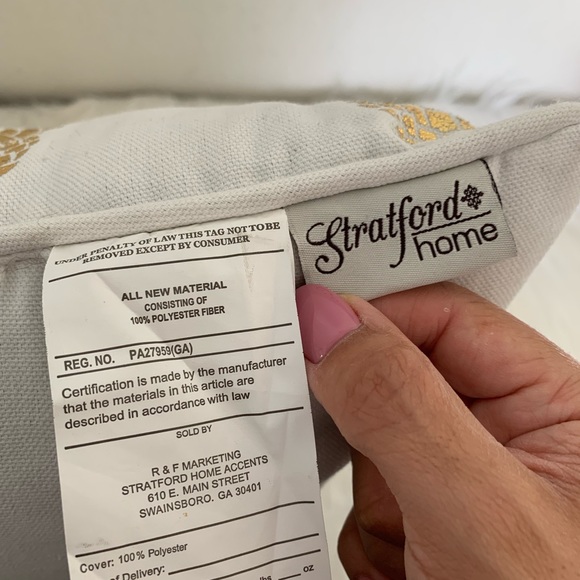 UNDER PENALTY OF LAW THIS TAG NOT TO BE
REMOVED EXCEPT BY CONSUMER
ALL NEW MATERIAL
CONSISTING OF
100% POLYESTER FIBER
REG. NO. PA27959(GA)
Certification is made by the manufacturer
that the materials in this article are
described in accordance with law
SOLD BY
R & F MARKETING
STRATFORD HOME ACCENTS
610 E. MAIN STREET
SWAINSBORO. GA 30401
Cover: 100% Polyester
of Delivery:
lbs oz
Stratford
home